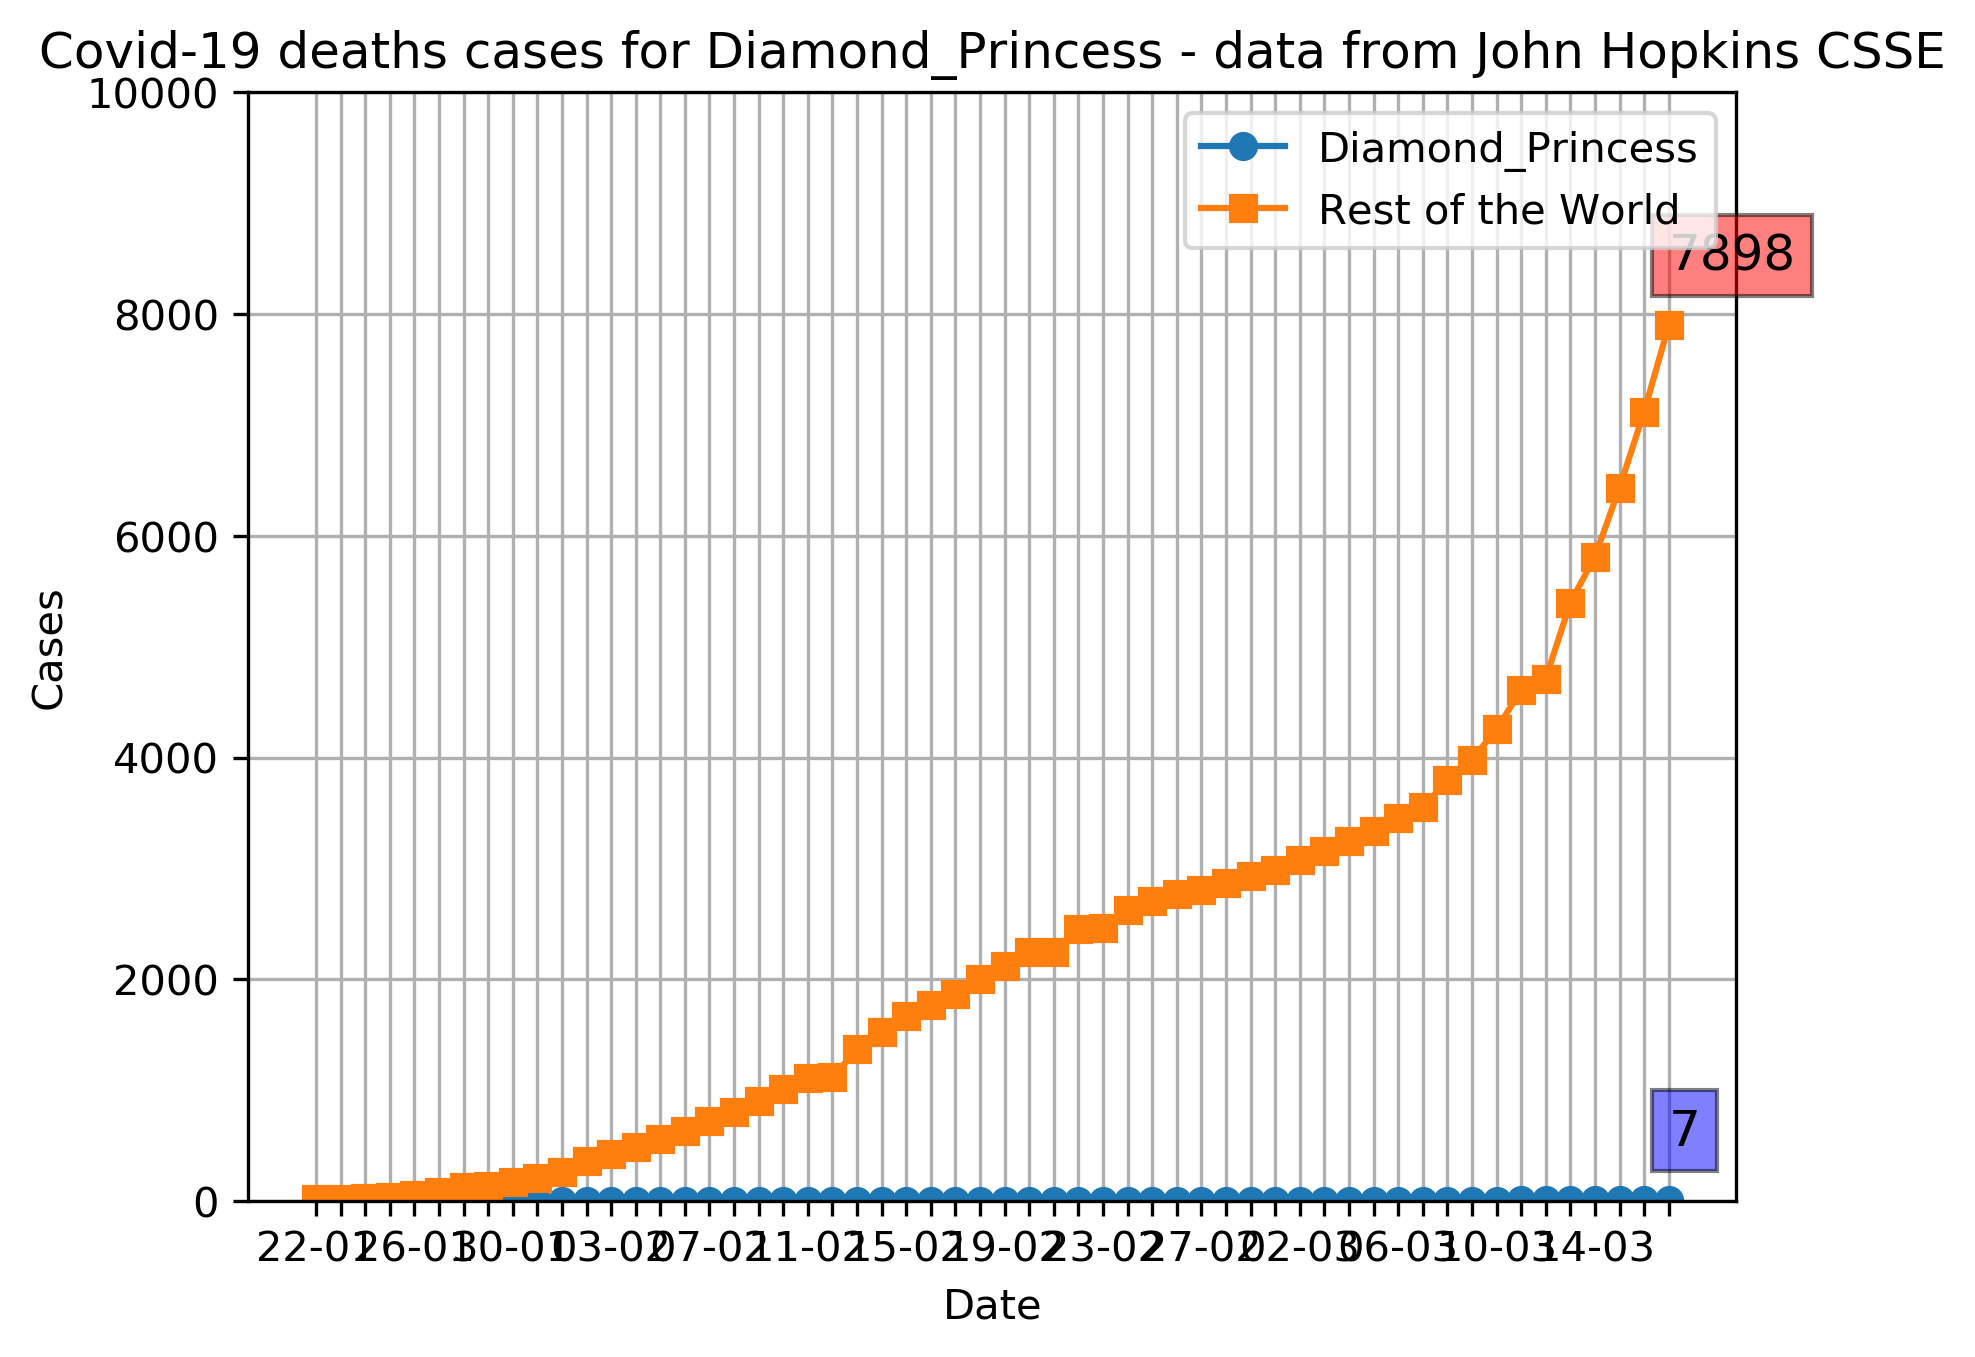 Covid-19 deaths cases for Diamond_Princess - data from John Hopkins CSSE
10000
8000
6000
4000
2000
0
Cases
Diamond_Princess
Rest of the World
7898
7
22-01 26-01 30-01 03-02 07-02 11-02 15-02 19-02 23-02 27-02 02-03 06-03 10-03 14-03
Date